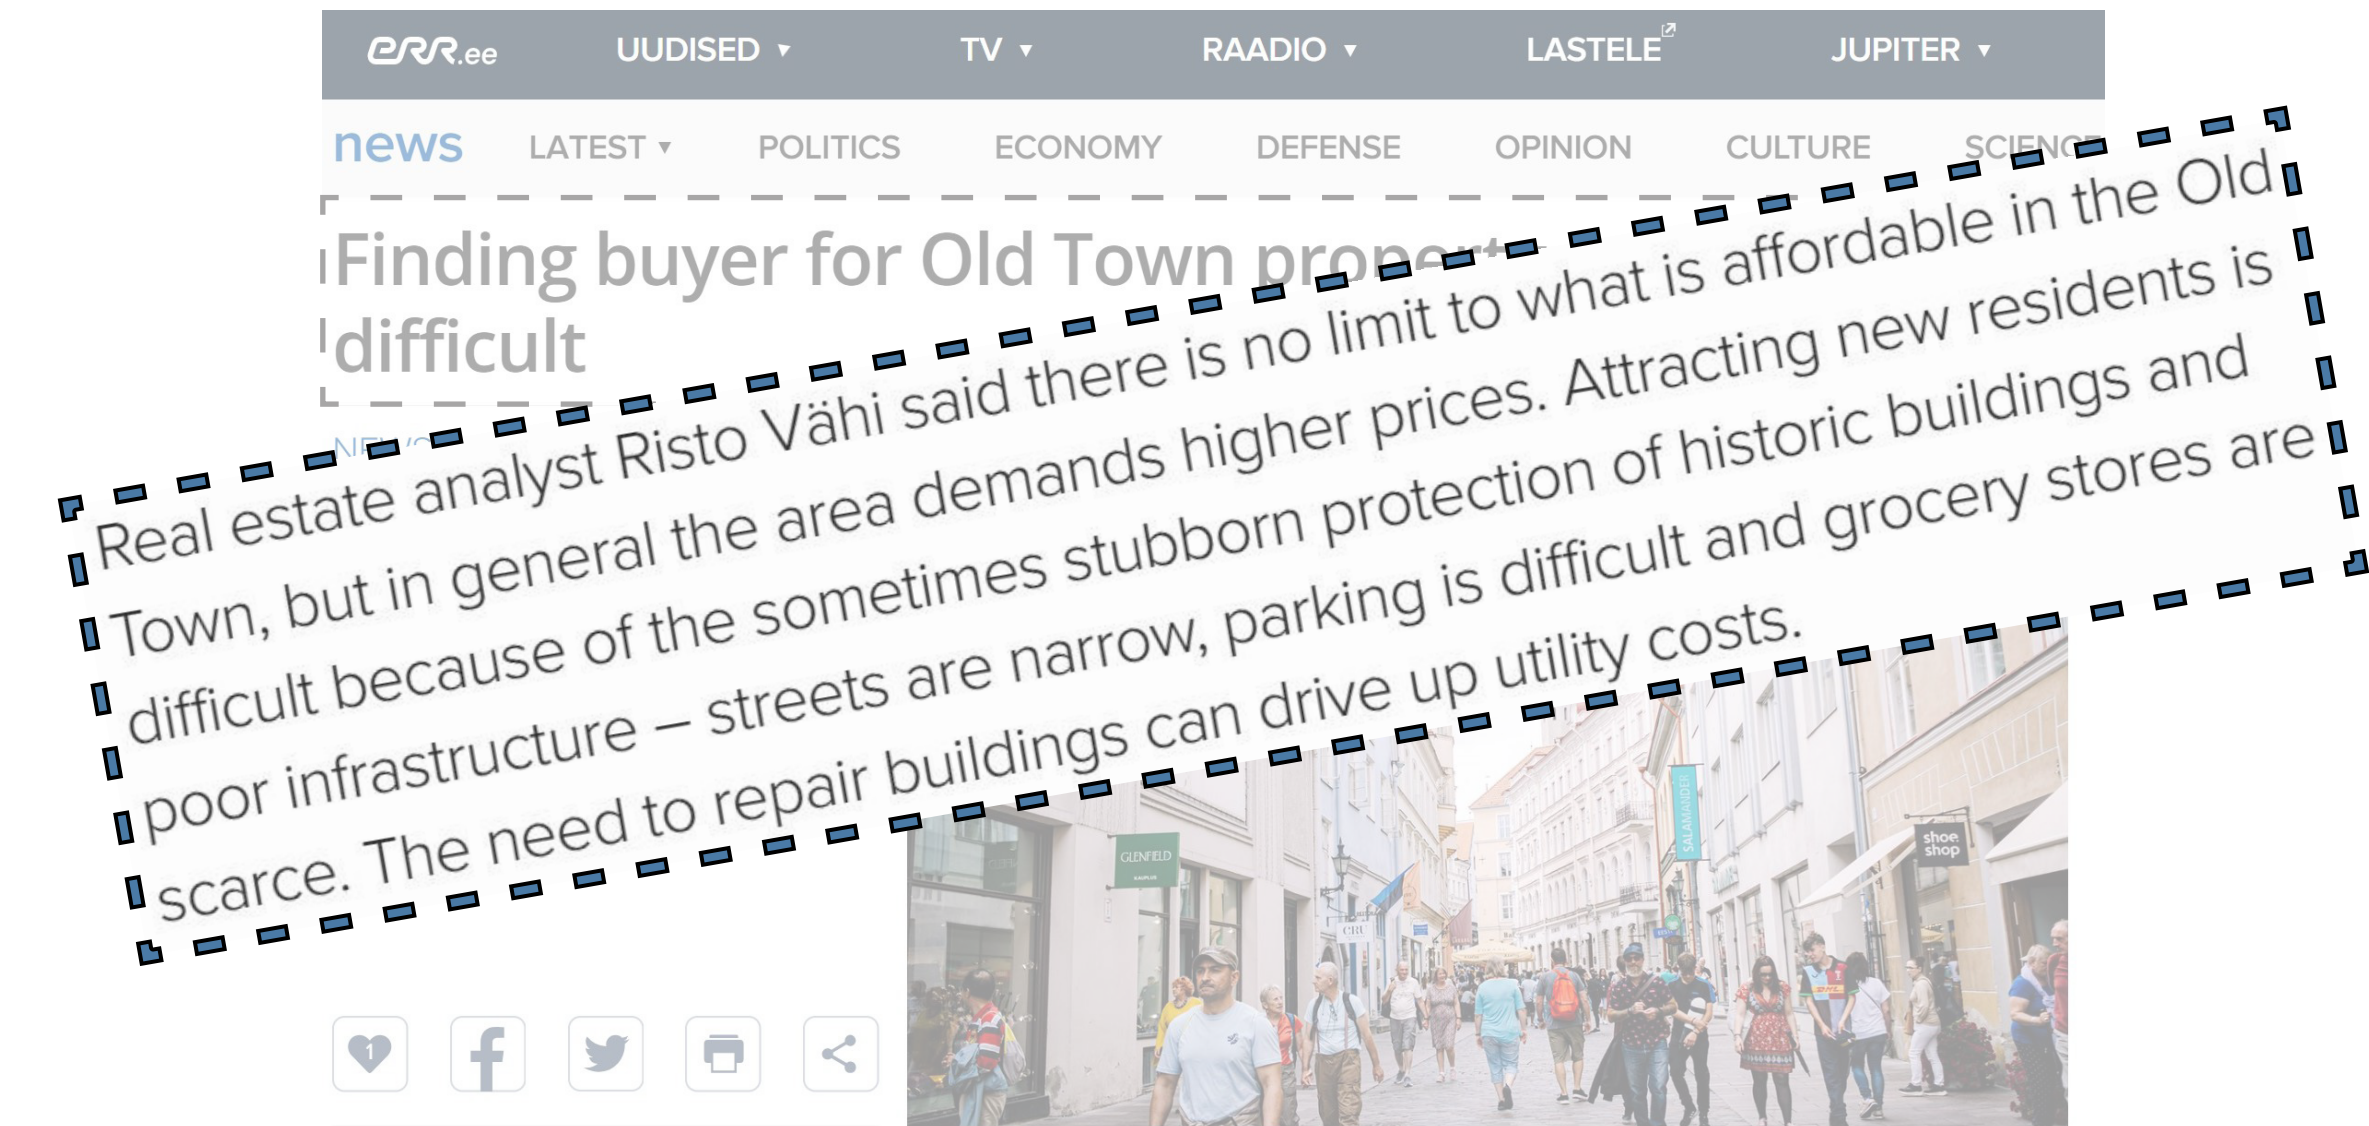 err.ee
UUDISED
TV
RAADIO
LASTELE
JUPITER
news
LATEST
POLITICS
ECONOMY
DEFENSE
OPINION
CULTURE
Finding buyer for Old Town
difficult
Real estate analyst Risto Vähi said there is no limit to what is affordable in the Old
Town, but in general the area demands higher prices. Attracting new residents is
difficult because of the sometimes stubborn protection of historic buildings and
poor infrastructure – streets are narrow, parking is difficult and grocery stores are
scarce. The need to repair buildings can drive up utility costs.
GLENFIELD
SALAMANDER
shoe
shop
CRU
1